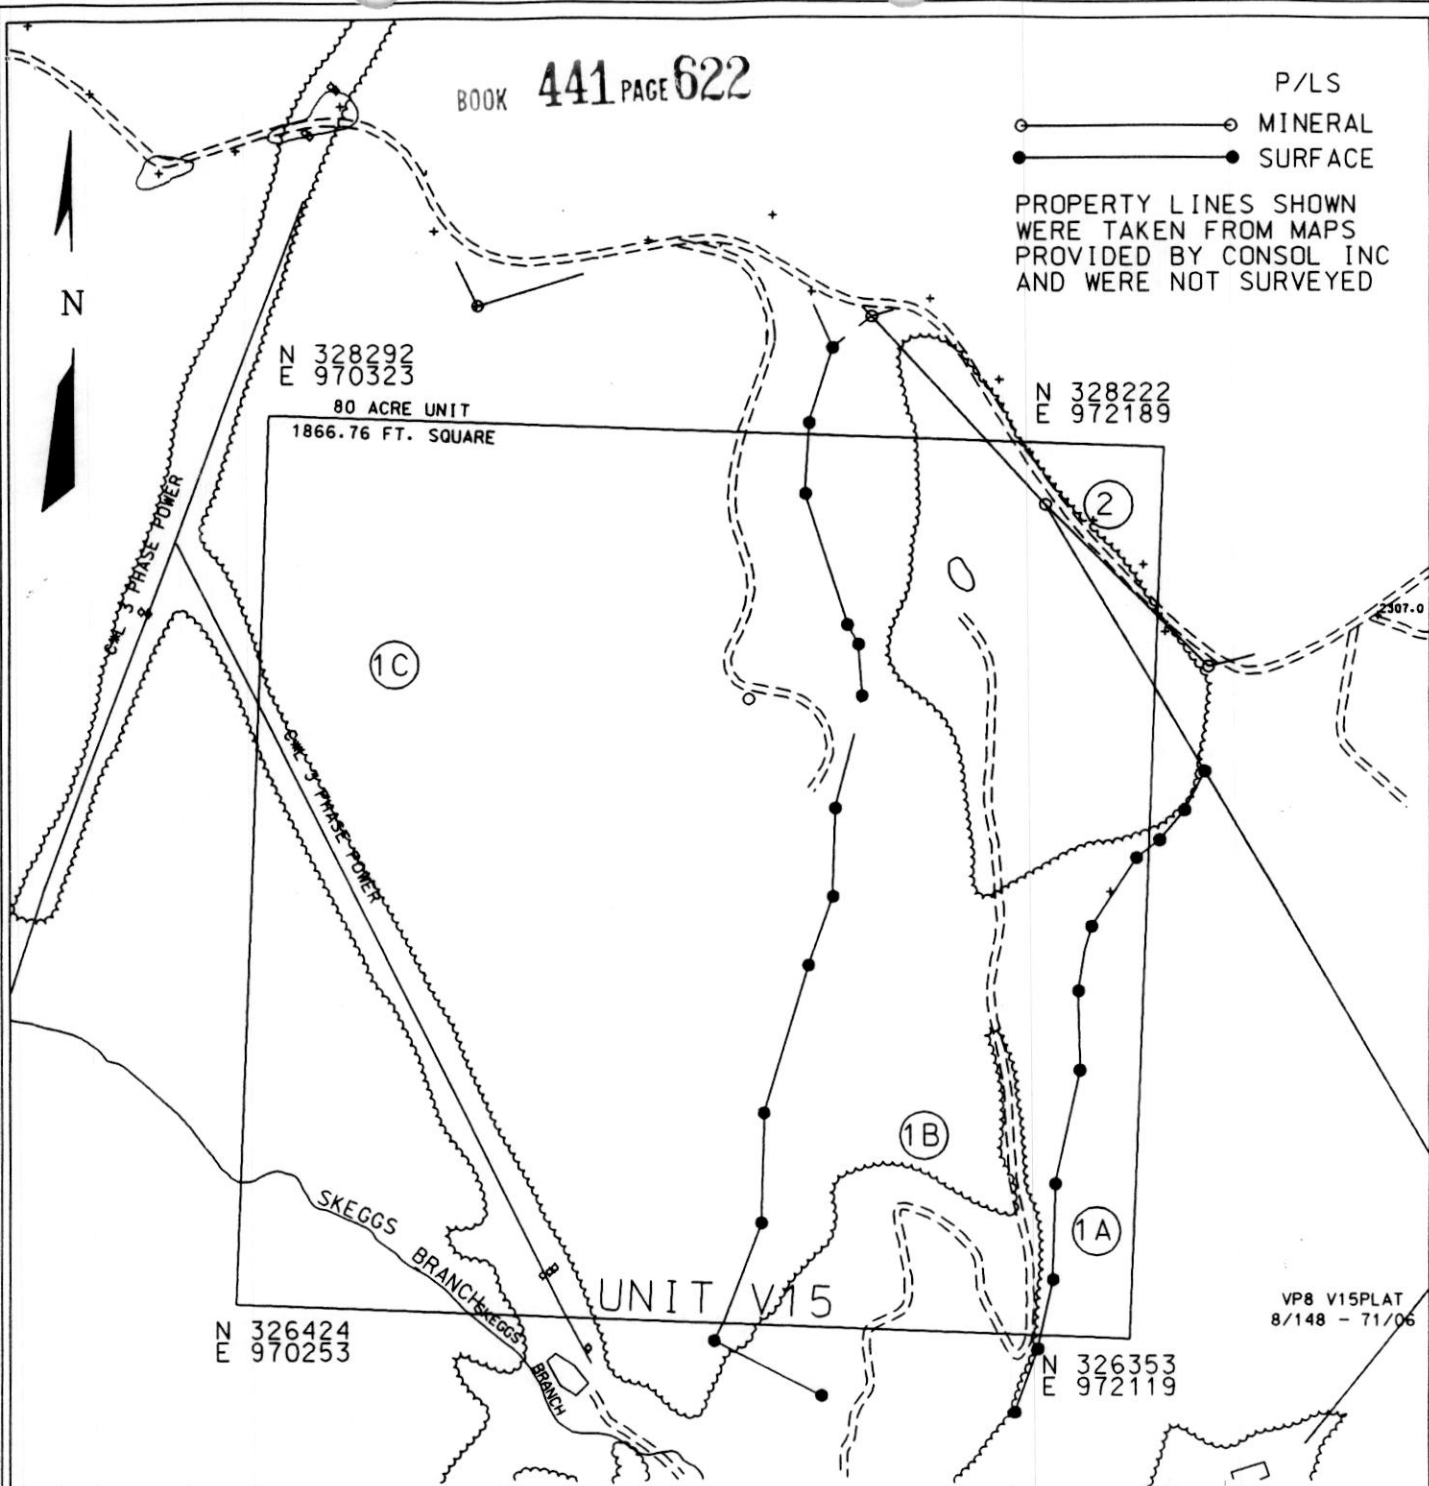 BOOK 441 PAGE 622
P/LS
MINERAL
SURFACE
PROPERTY LINES SHOWN
WERE TAKEN FROM MAPS
PROVIDED BY CONSOL INC
AND WERE NOT SURVEYED
N
N 328292
E 970323
80 ACRE UNIT
1866.76 FT. SQUARE
N 328222
E 972189
2
3 PHASE POWER
2307.0
1C
3 PHASE POWER
1B
SKEGGS
BRANCH
1A
UNIT V15
SKEGGS
BRANCH
VP8 V15PLAT
8/148 - 71/06
N 326424
E 970253
N 326353
E 972119